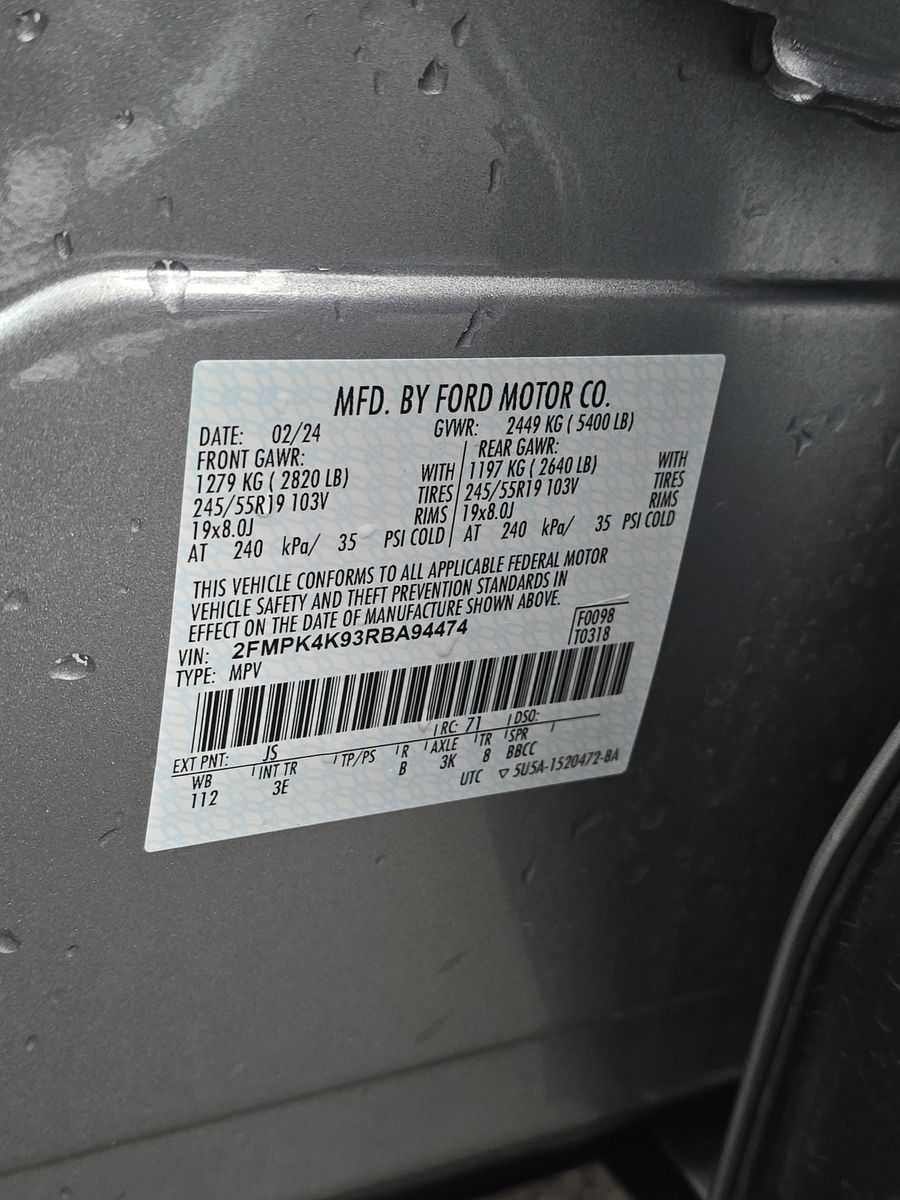 MFD. BY FORD MOTOR CO.
DATE: 02/24 GVWR: 2449 KG ( 5400 LB)
FRONT GAWR: REAR GAWR:
1279 KG ( 2820 LB) WITH 1197 KG ( 2640 LB) WITH
245/55R19 103V TIRES 245/55R19 103V TIRES
19x8.0J RIMS 19x8.0J RIMS
AT 240 kPa/ 35 PSI COLD AT 240 kPa/ 35 PSI COLD
THIS VEHICLE CONFORMS TO ALL APPLICABLE FEDERAL MOTOR
VEHICLE SAFETY AND THEFT PREVENTION STANDARDS IN
EFFECT ON THE DATE OF MANUFACTURE SHOWN ABOVE.
VIN: 2FMPK4K93RBA94474 F0098
TYPE: MPV T0318
EXT PNT: JS RC: 71 DSO:
WB INT TR TP/PS R AXLE TR SPR
112 3E B 3K 8 BBCC
UTC ▽ 5U5A-1520472-BA